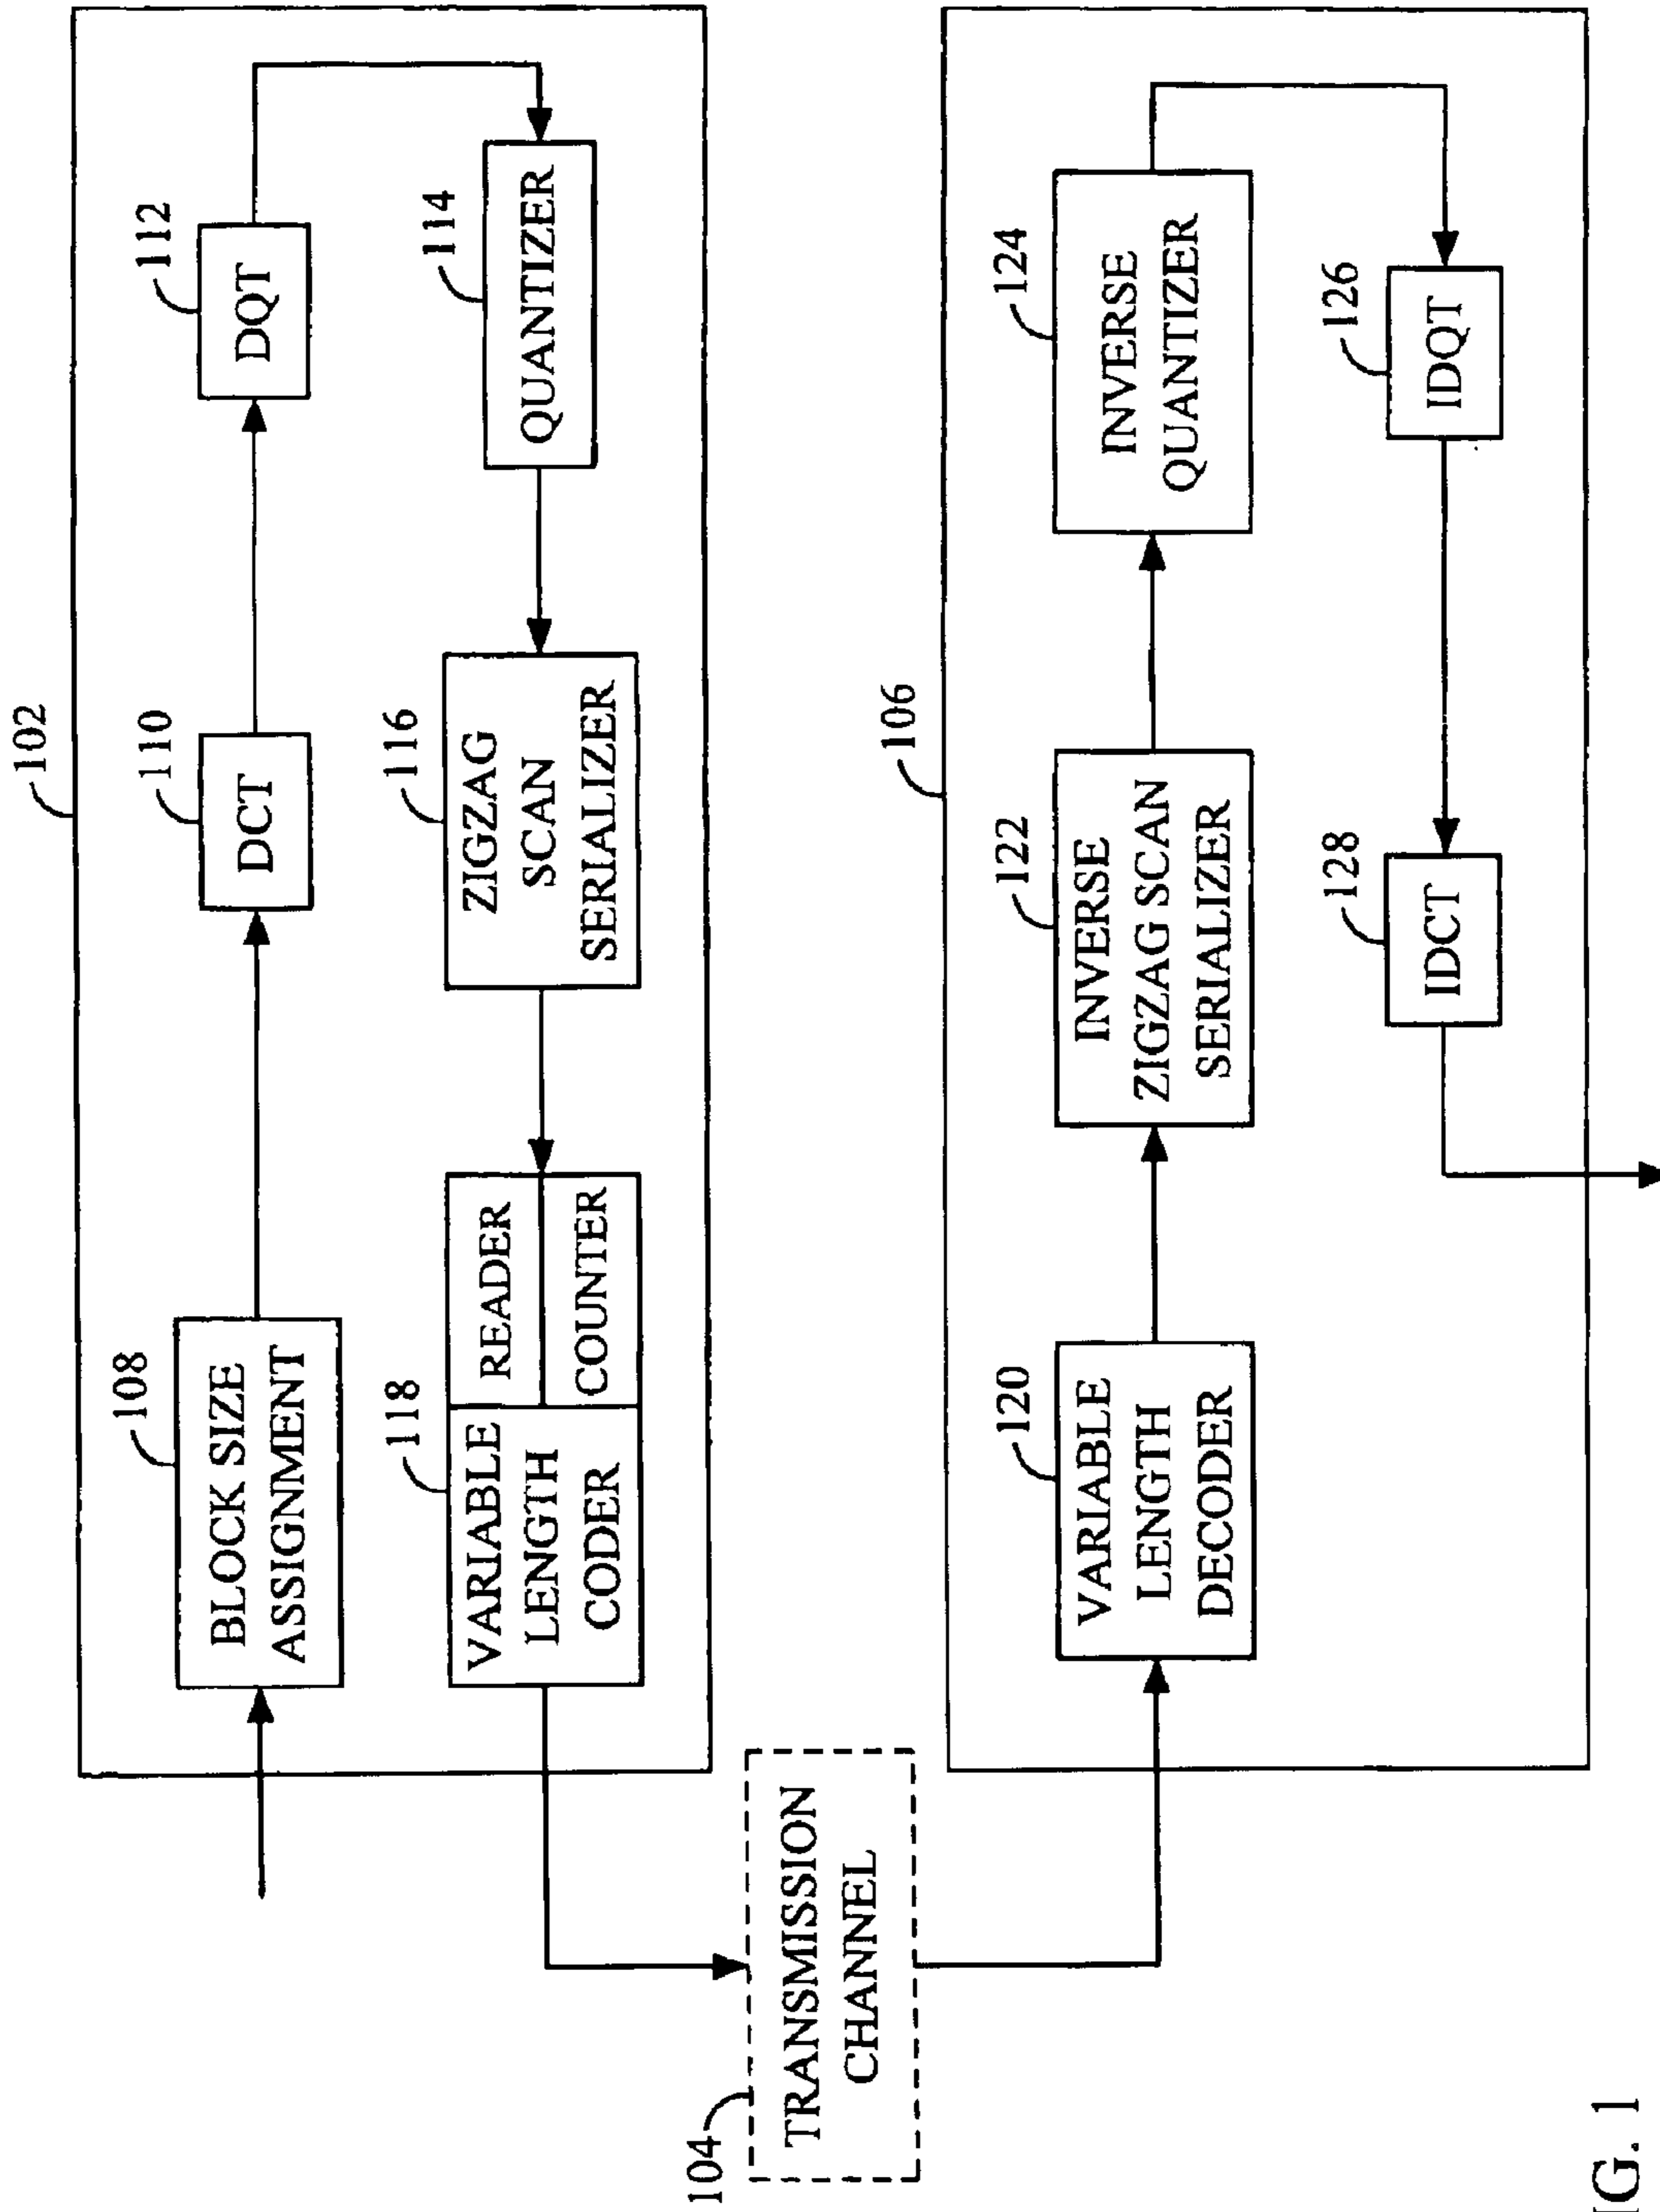 102
108
BLOCK SIZE
ASSIGNMENT
110
DCT
112
DQT
118
VARIABLE
LENGTH
CODER
READER
COUNTER
116
ZIGZAG
SCAN
SERIALIZER
114
QUANTIZER
104
TRANSMISSION
CHANNEL
106
120
VARIABLE
LENGTH
DECODER
122
INVERSE
ZIGZAG SCAN
SERIALIZER
124
INVERSE
QUANTIZER
128
IDCT
126
IDQT
IG. 1